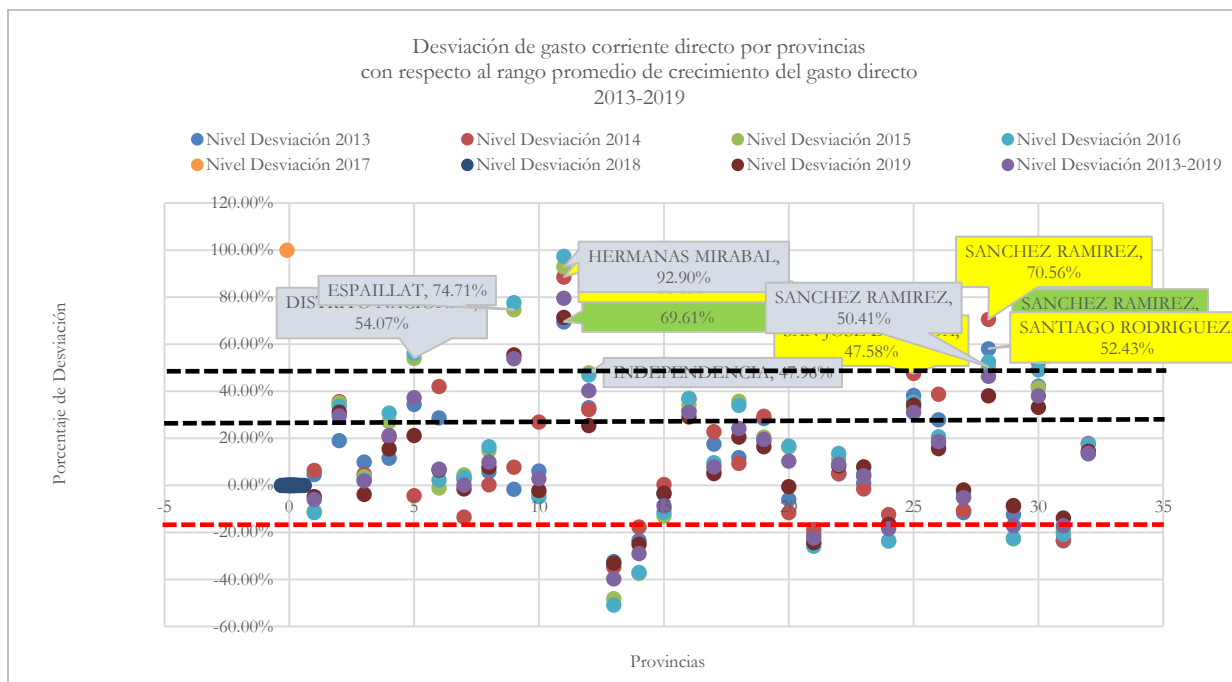 Desviación de gasto corriente directo por provincias
con respecto al rango promedio de crecimiento del gasto directo
2013-2019
Nivel Desviación 2013
Nivel Desviación 2014
Nivel Desviación 2015
Nivel Desviación 2016
Nivel Desviación 2017
Nivel Desviación 2018
Nivel Desviación 2019
Nivel Desviación 2013-2019
Porcentaje de Desviación
120.00%
100.00%
80.00%
60.00%
40.00%
20.00%
0.00%
-20.00%
-40.00%
-60.00%
ESPAILLAT, 74.71%
54.07%
HERMANAS MIRABAL,
92.90%
69.61%
INDEPENDENCIA, 47.96%
SANCHEZ RAMIREZ,
50.41%
47.58%
SANCHEZ RAMIREZ,
70.56%
SANCHEZ RAMIREZ,
SANTIAGO RODRIGUEZ,
52.43%
-5
0
5
10
15
20
25
30
35
Provincias